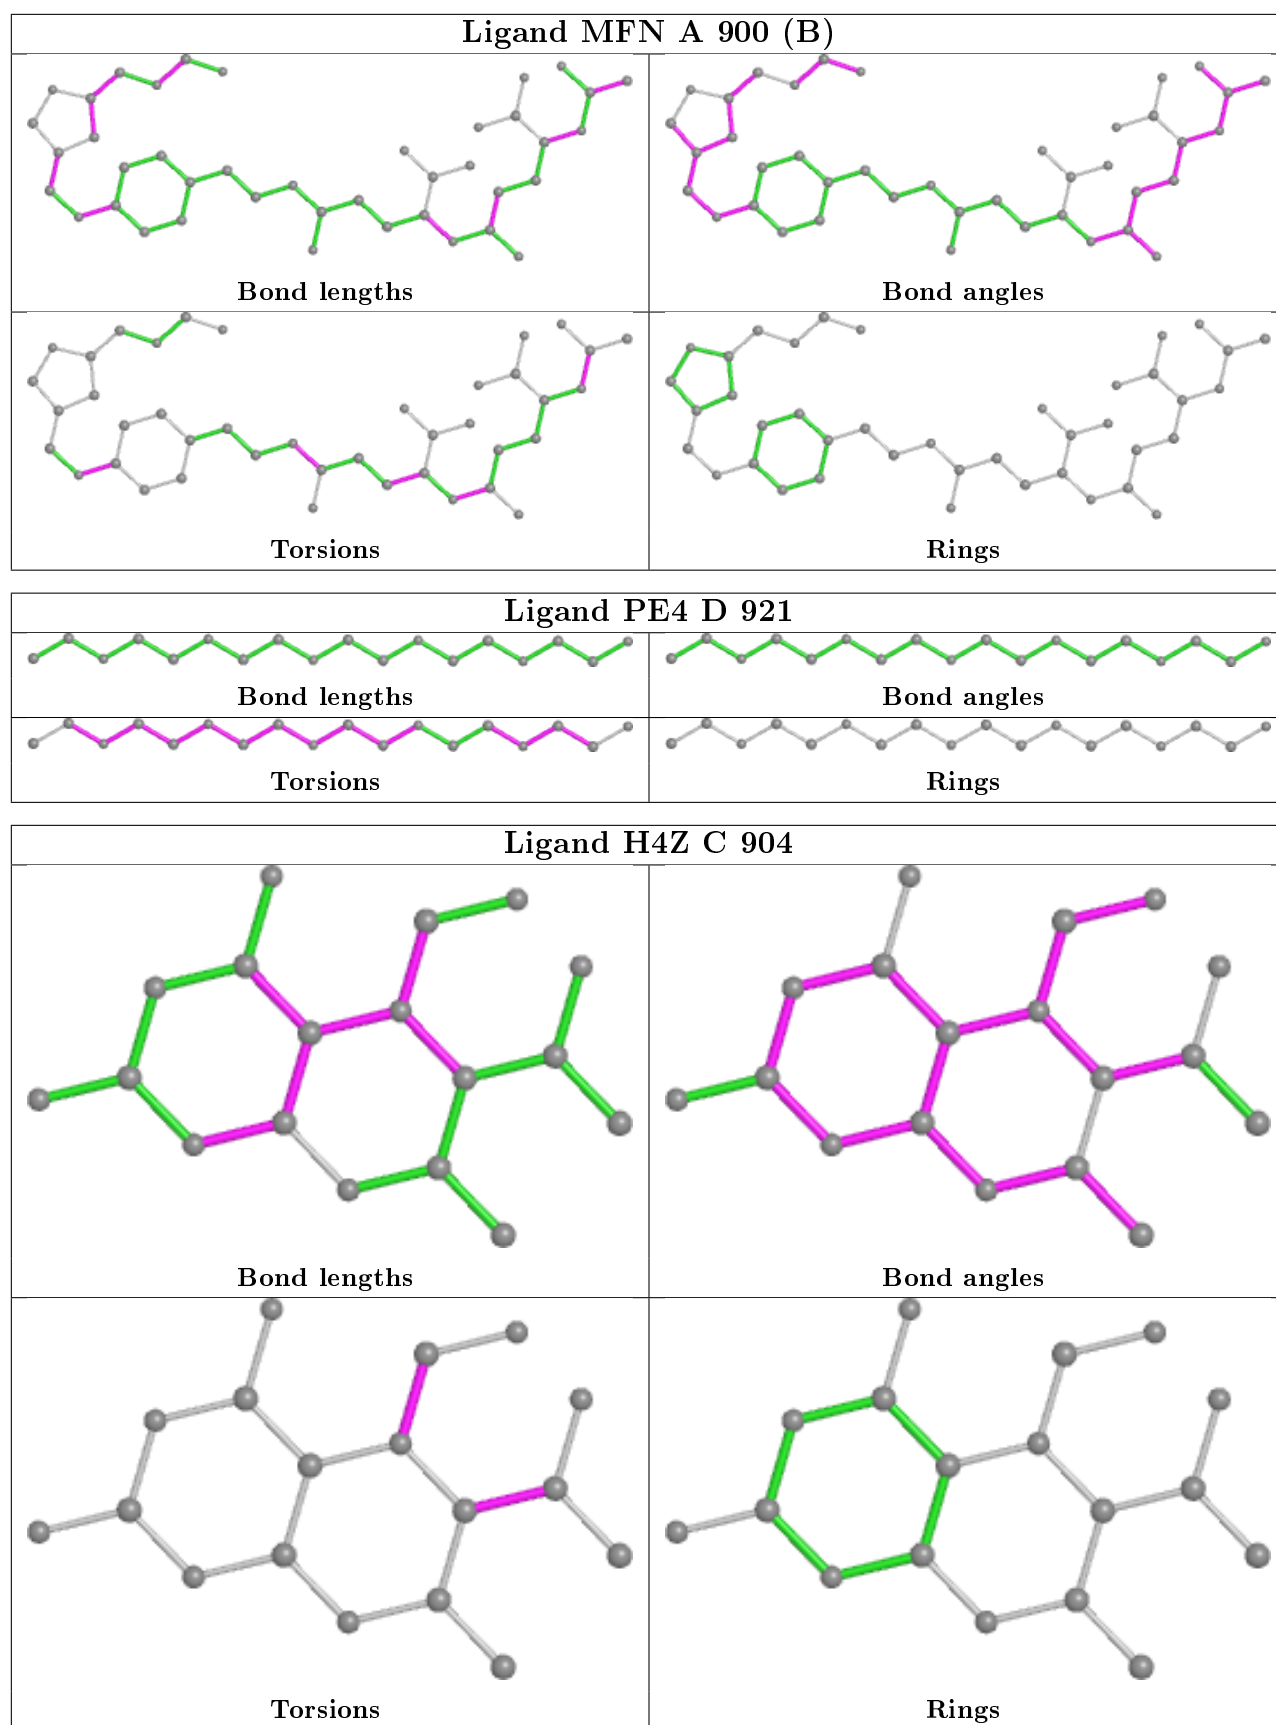 Ligand MFN A 900 (B)
Bond lengths
Bond angles
Torsions
Rings
Ligand PE4 D 921
Bond lengths
Bond angles
Torsions
Rings
Ligand H4Z C 904
Bond lengths
Bond angles
Torsions
Rings